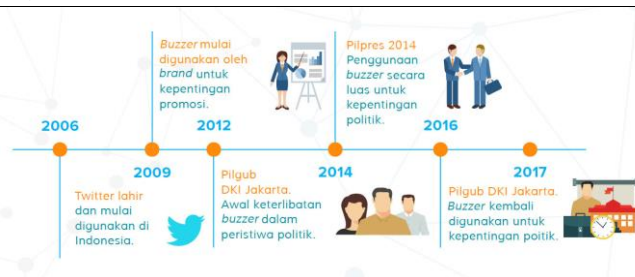 Buzzer mulai
digunakan oleh
brand untuk
kepentingan
promosi.
Pilpres 2014
Penggunaan
buzzer secara
luas untuk
kepentingan
politik.
2006
2012
2016
2009
2014
2017
Twitter lahir
dan mulai
digunakan di
Indonesia.
Pilgub
DKI Jakarta.
Awal keterlibatan
buzzer dalam
peristiwa politik.
Pilgub DKI Jakarta.
Buzzer kembali
digunakan untuk
kepentingan poitik.